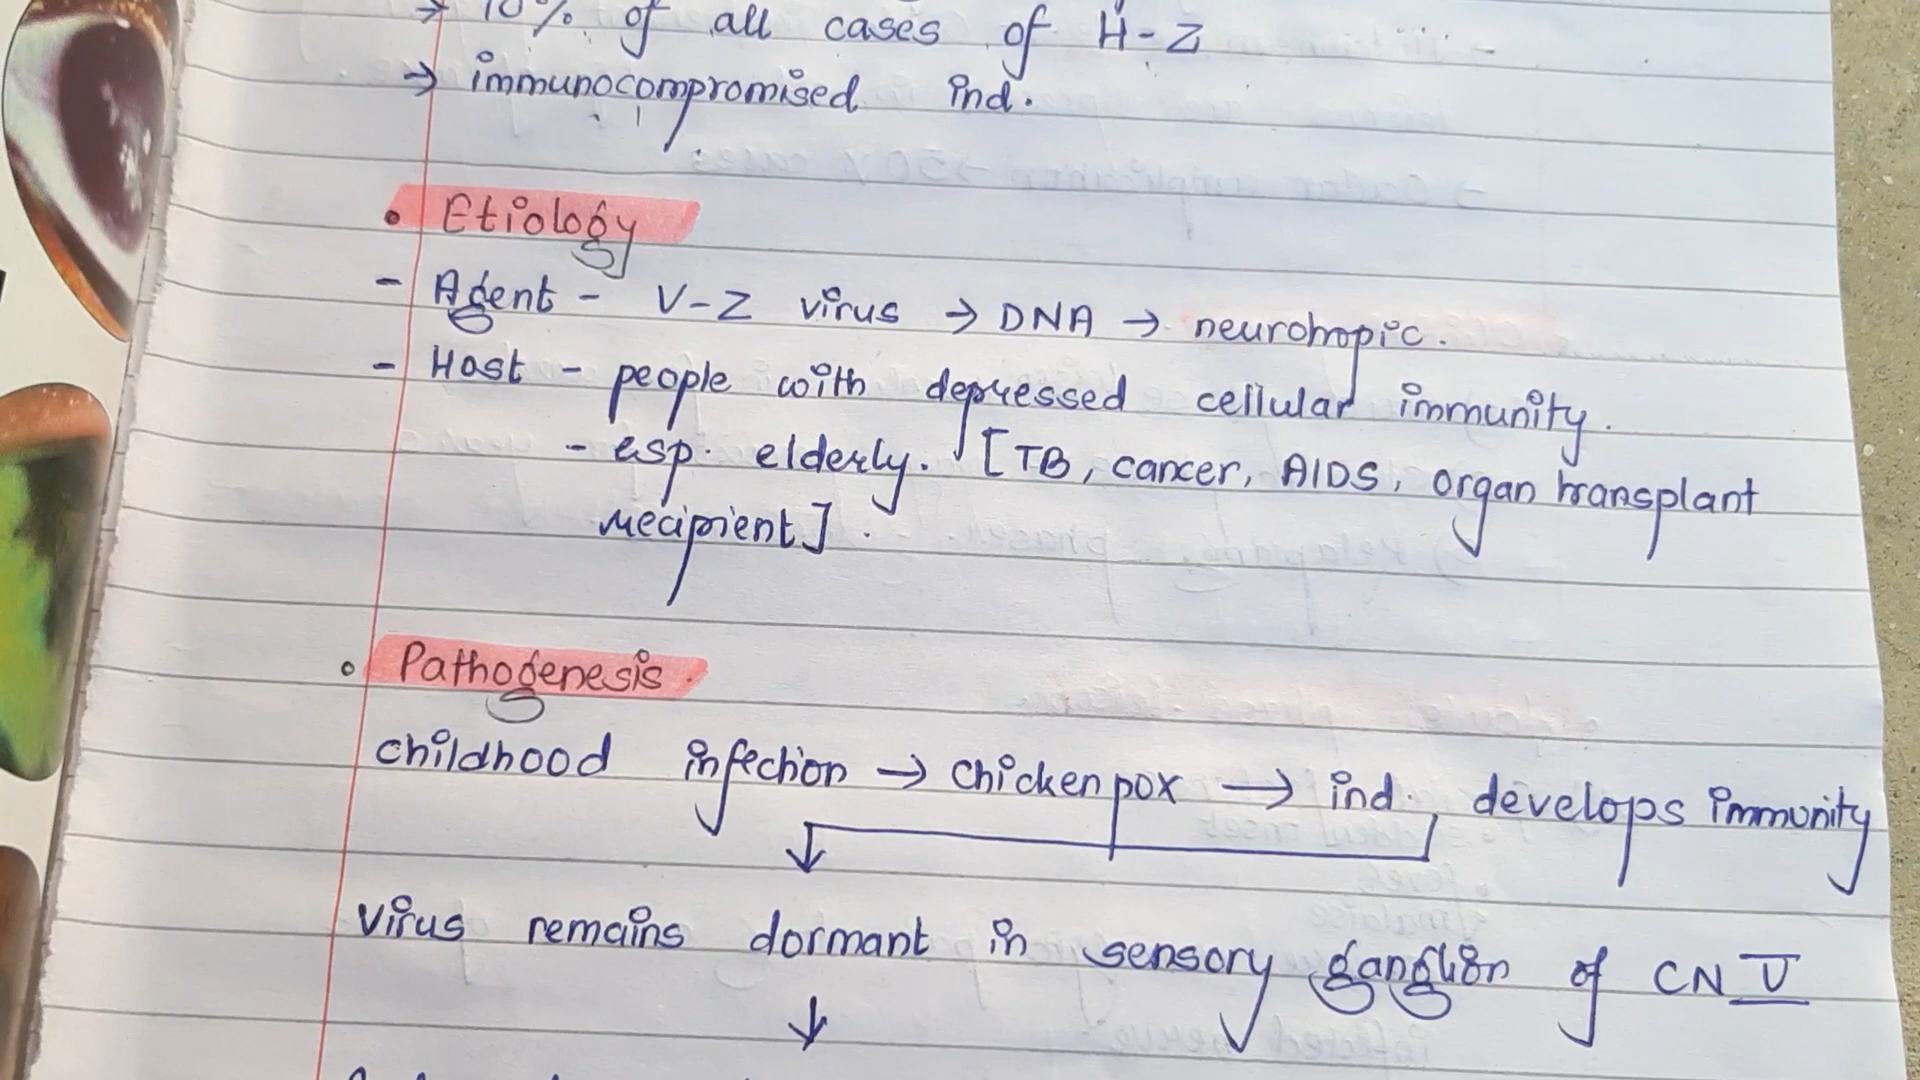 → 10% of all cases of H-Z
→ immunocompromised ind.
• Etiology
- Agent - V-Z virus → DNA → neurotropic.
- Host - people with depressed cellular immunity.
- esp. elderly. [TB, cancer, AIDS, organ transplant
recipient].
• Pathogenesis.
childhood infection → chickenpox → ind. develops immunity
↓
virus remains dormant in sensory ganglion of CN V
↓